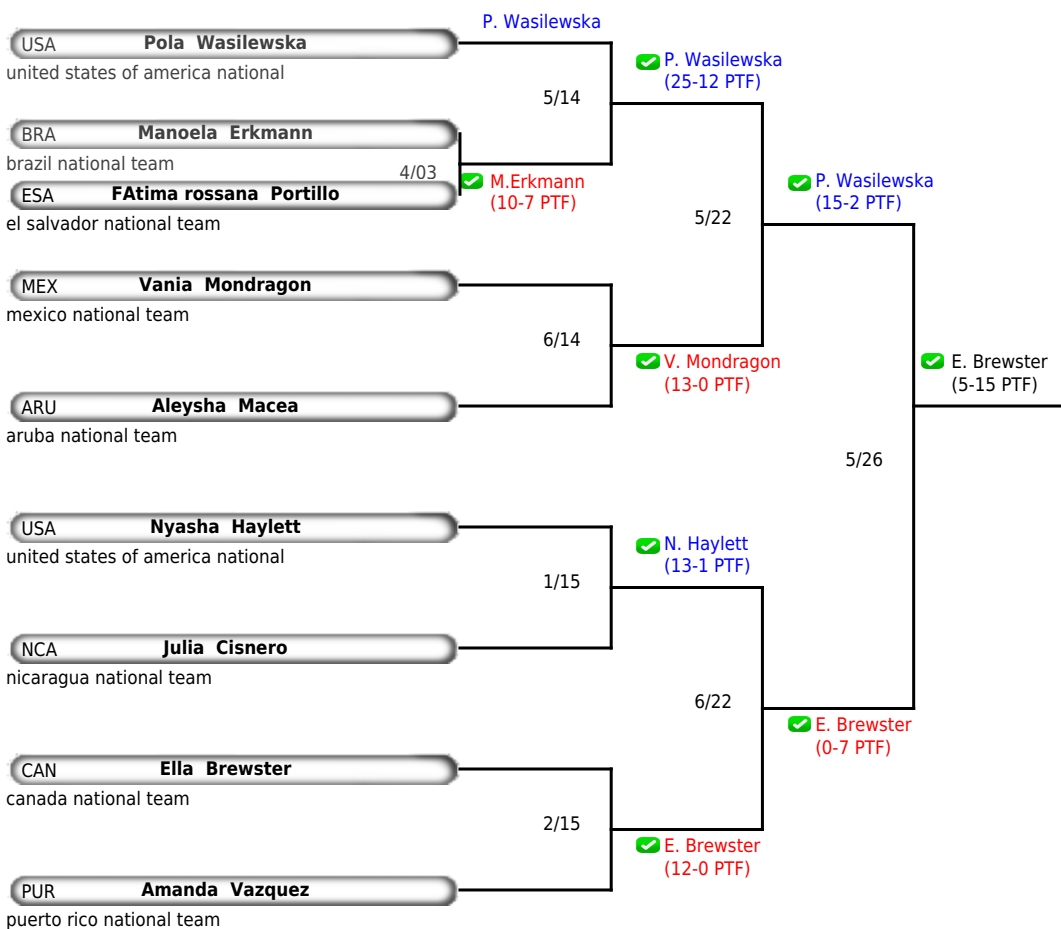 P. Wasilewska
USA Pola Wasilewska
united states of america national
P. Wasilewska
(25-12 PTF)
5/14
BRA Manoela Erkmann
brazil national team
4/03
M.Erkmann
(10-7 PTF)
ESA FAtima rossana Portillo
el salvador national team
P. Wasilewska
(15-2 PTF)
5/22
MEX Vania Mondragon
mexico national team
6/14
V. Mondragon
(13-0 PTF)
E. Brewster
(5-15 PTF)
ARU Aleysha Macea
aruba national team
5/26
USA Nyasha Haylett
united states of america national
N. Haylett
(13-1 PTF)
1/15
NCA Julia Cisnero
nicaragua national team
6/22
E. Brewster
(0-7 PTF)
CAN Ella Brewster
canada national team
2/15
E. Brewster
(12-0 PTF)
PUR Amanda Vazquez
puerto rico national team